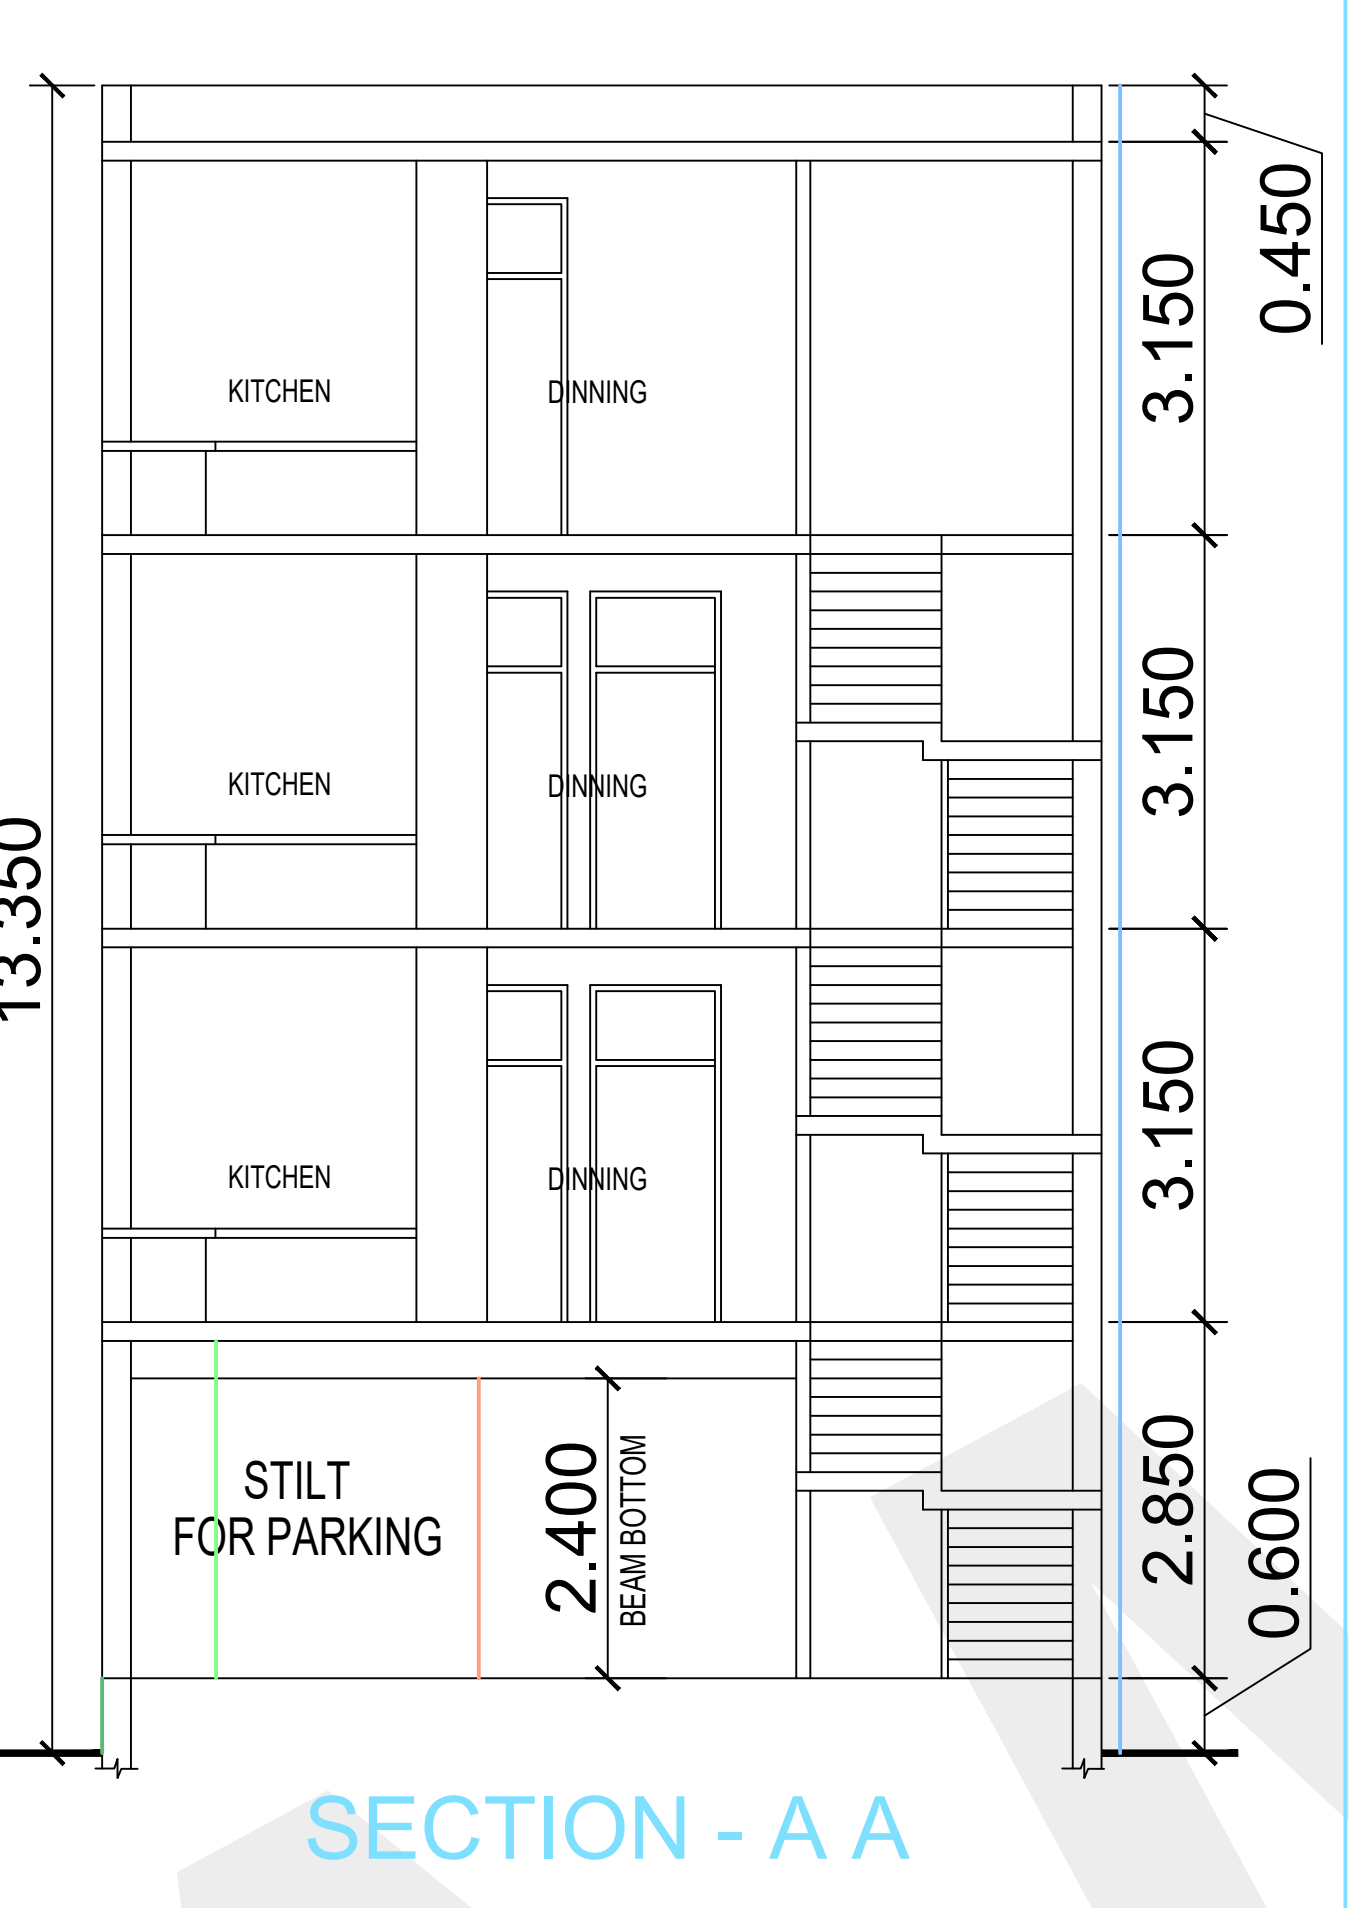 0.450
3.150
KITCHEN
DINNING
3.150
KITCHEN
DINNING
13.350
3.150
KITCHEN
DINNING
2.850
STILT
FOR PARKING
2.400
BEAM BOTTOM
0.600
SECTION - A A